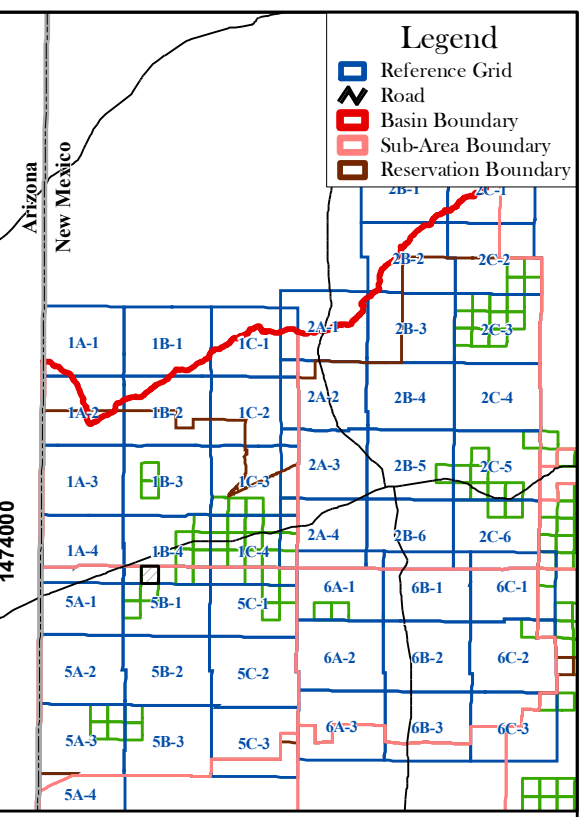 Legend
Reference Grid
Road
Basin Boundary
Sub-Area Boundary
Reservation Boundary
Arizona
New Mexico
1474000
2B-1 2C-1
2B-2 2C-2
2A-1 2B-3 2C-3
1A-1 1B-1 1C-1
2A-2 2B-4 2C-4
1A-2 1B-2 1C-2
2A-3 2B-5 2C-5
1A-3 1B-3 1C-3
2A-4 2B-6 2C-6
1A-4 1B-4 1C-4
6A-1 6B-1 6C-1
5A-1 5B-1 5C-1
6A-2 6B-2 6C-2
5A-2 5B-2 5C-2
6A-3 6B-3 6C-3
5A-3 5B-3 5C-3
5A-4